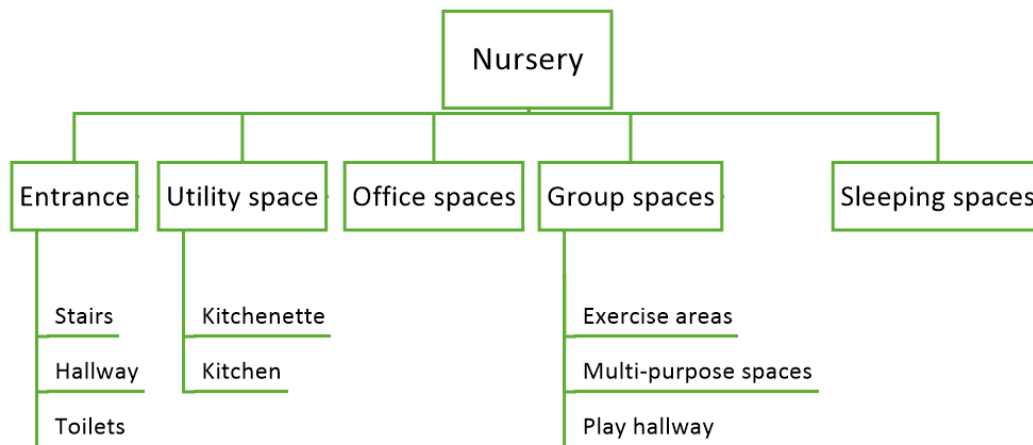 Nursery
Entrance
Utility space
Office spaces
Group spaces
Sleeping spaces
Stairs
Hallway
Toilets
Kitchenette
Kitchen
Exercise areas
Multi-purpose spaces
Play hallway